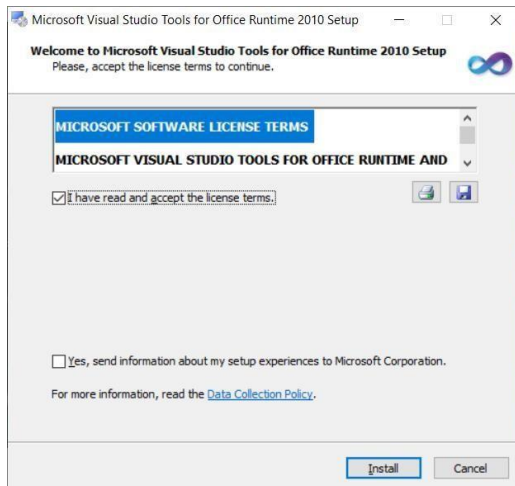 Microsoft Visual Studio Tools for Office Runtime 2010 Setup
Welcome to Microsoft Visual Studio Tools for Office Runtime 2010 Setup
Please, accept the license terms to continue.
MICROSOFT SOFTWARE LICENSE TERMS
MICROSOFT VISUAL STUDIO TOOLS FOR OFFICE RUNTIME AND
I have read and accept the license terms.
Yes, send information about my setup experiences to Microsoft Corporation.
For more information, read the Data Collection Policy.
Install Cancel